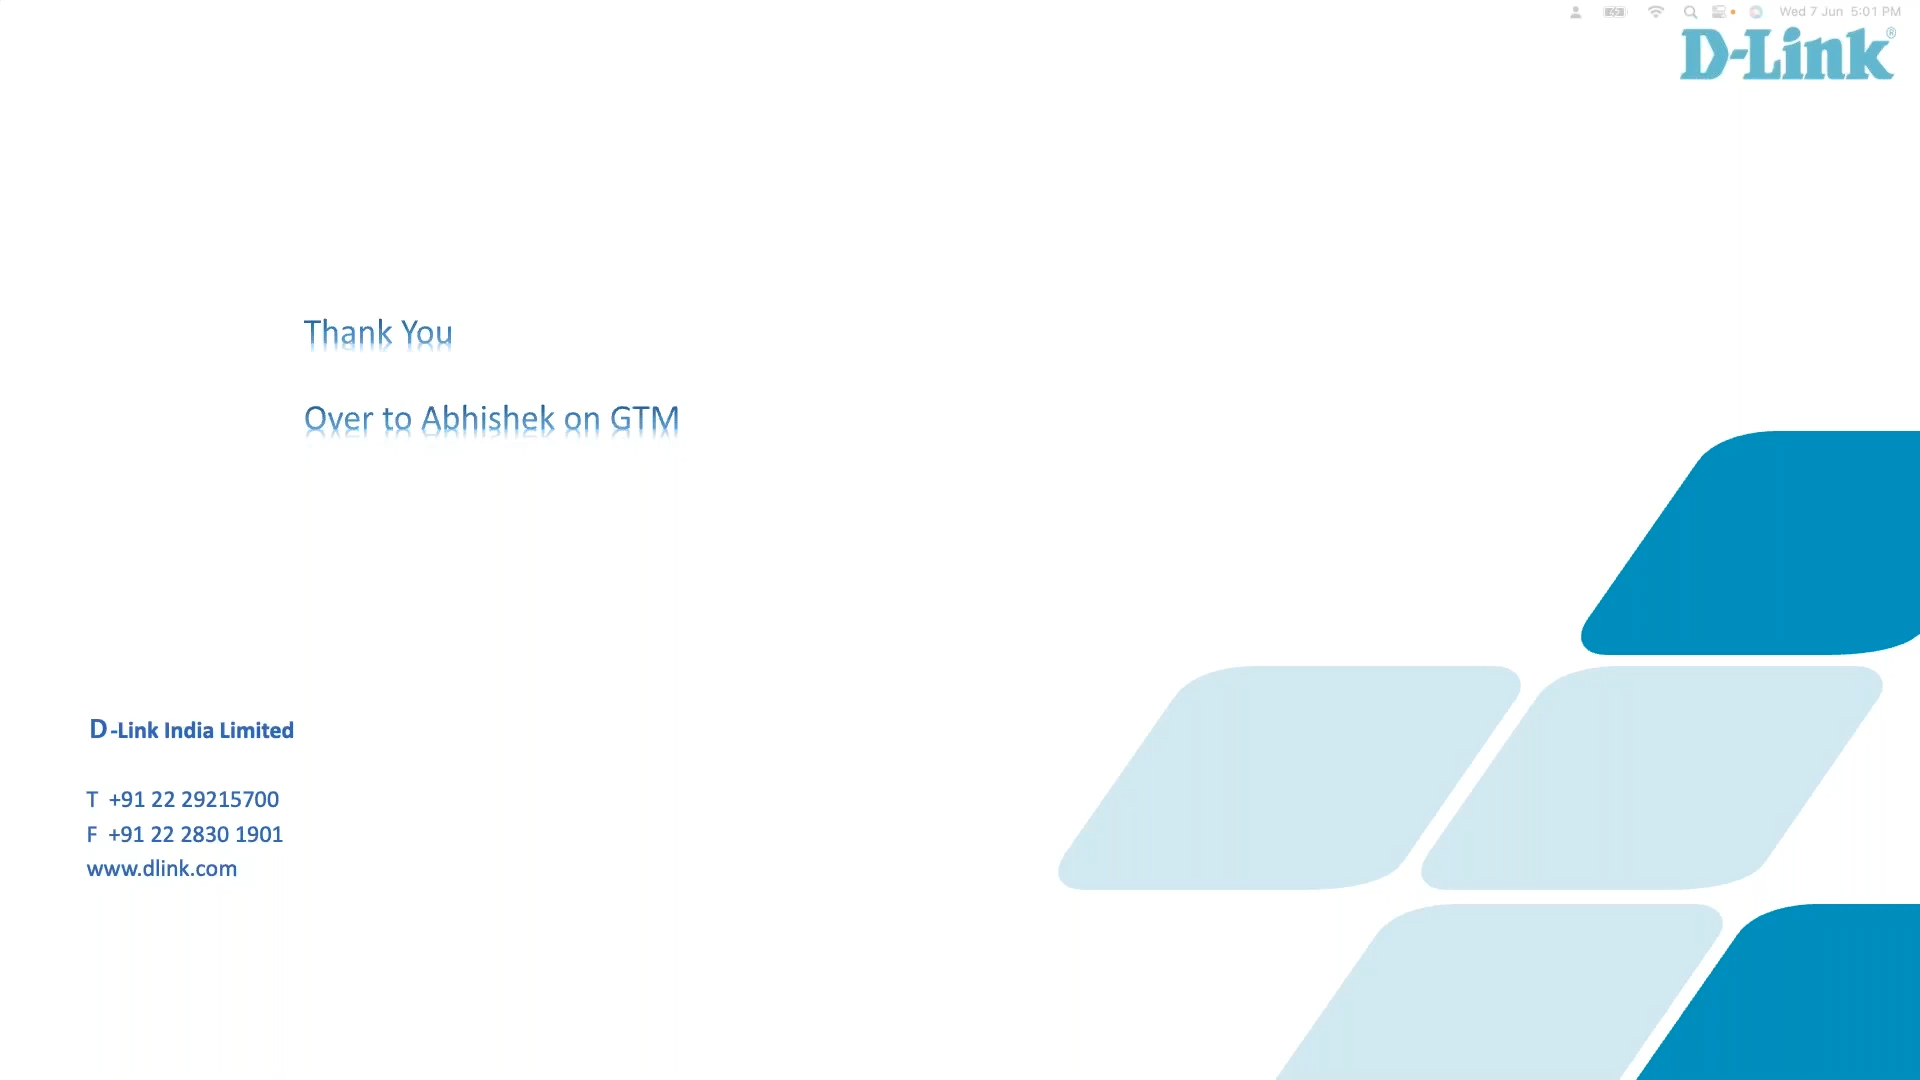 Wed 7 Jun 5:01 PM
D-Link®
Thank You
Over to Abhishek on GTM
D-Link India Limited
T +91 22 29215700
F +91 22 2830 1901
www.dlink.com